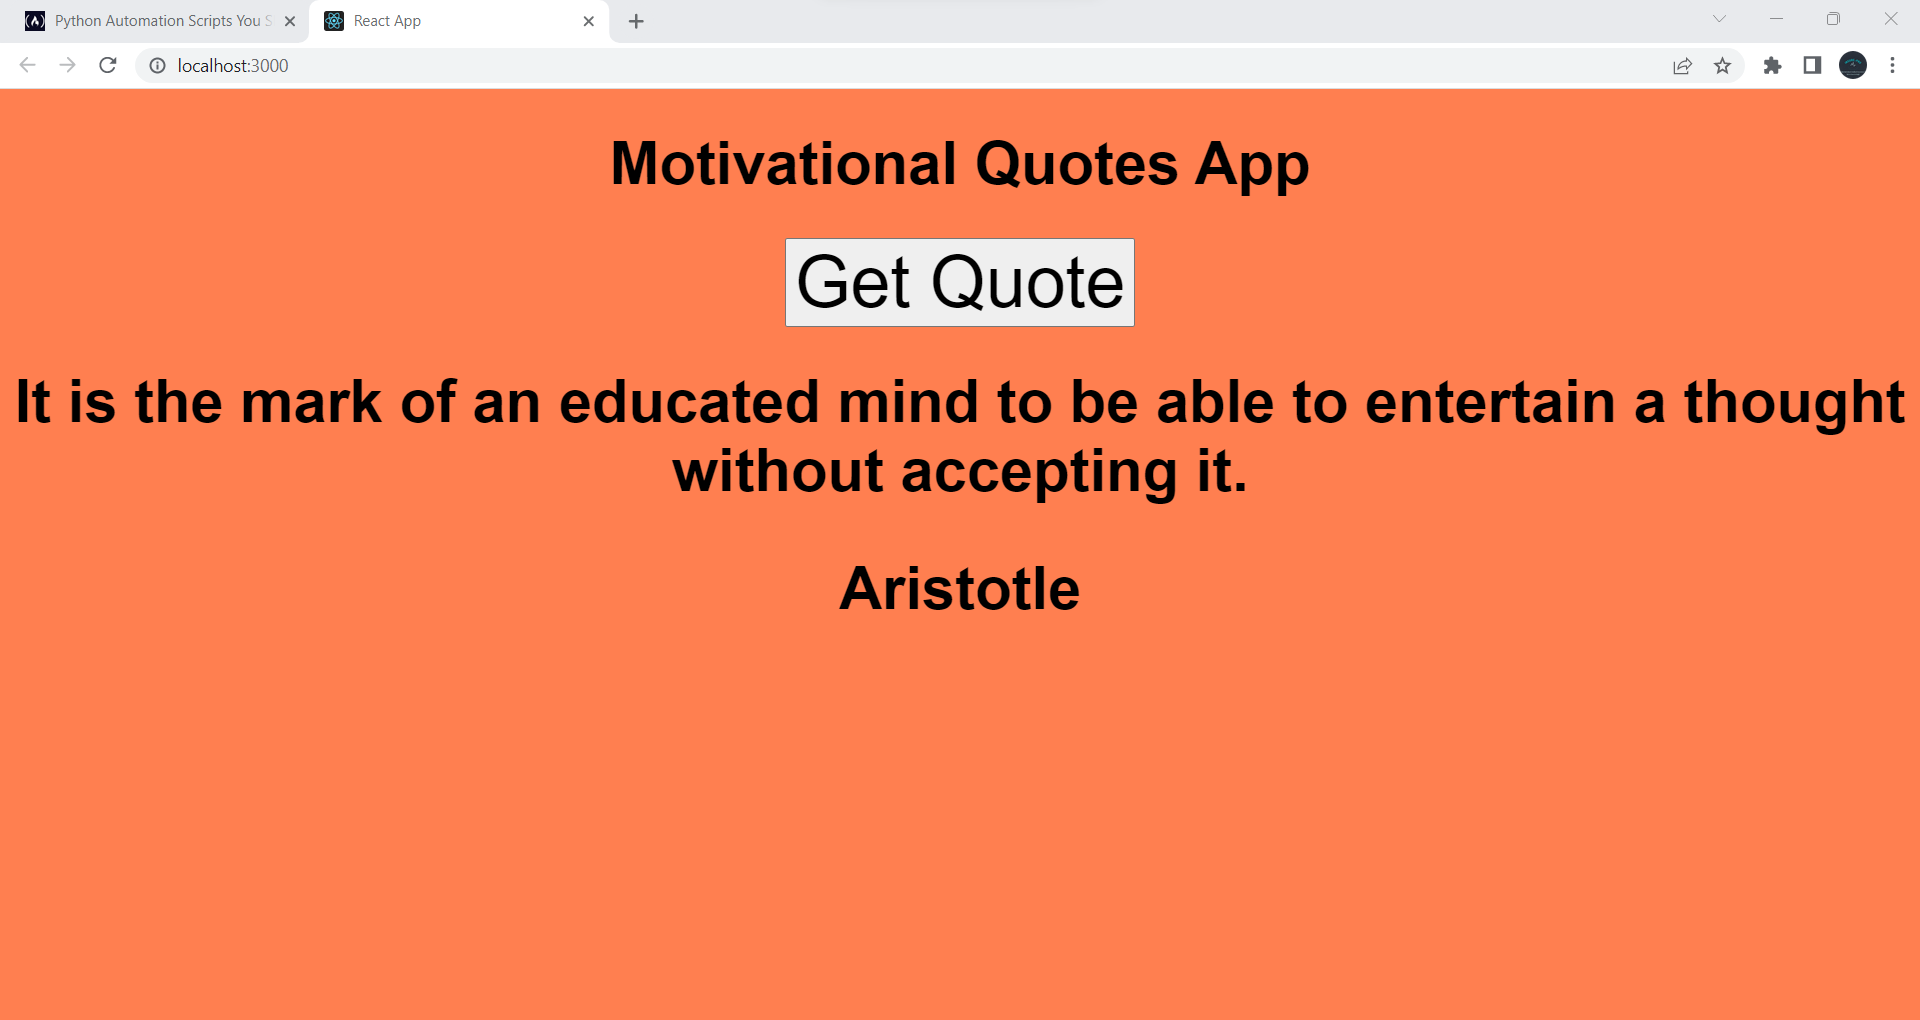 Python Automation Scripts You S
React App
localhost:3000
Motivational Quotes App
Get Quote
It is the mark of an educated mind to be able to entertain a thought
without accepting it.
Aristotle